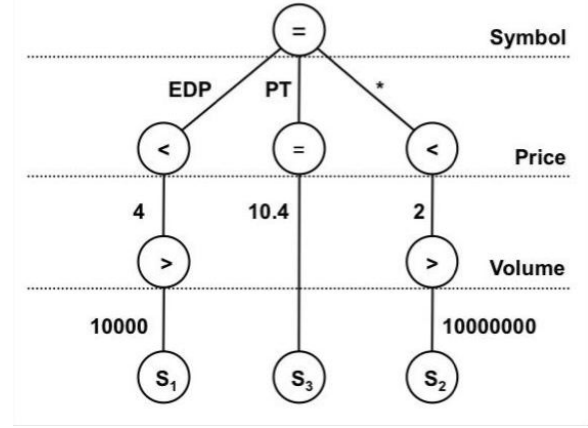 = Symbol
EDP PT *
< = < Price
4 10.4 2
> > Volume
10000 10000000
S₁ S₃ S₂